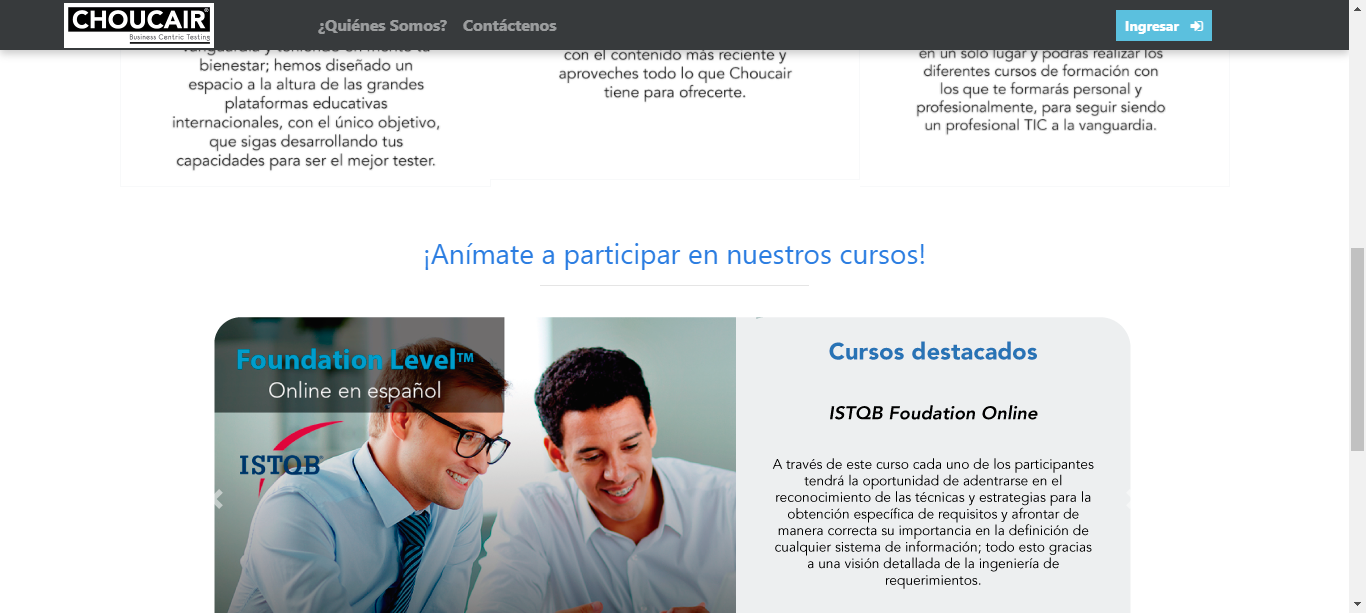 CHOUCAIR®
Business Centric Testing
¿Quiénes Somos? Contáctenos
Ingresar
vanguardia y teniendo en mente tu
bienestar; hemos diseñado un
espacio a la altura de las grandes
plataformas educativas
internacionales, con el único objetivo,
que sigas desarrollando tus
capacidades para ser el mejor tester.
con el contenido más reciente y
aproveches todo lo que Choucair
tiene para ofrecerte.
en un solo lugar y podrás realizar los
diferentes cursos de formación con
los que te formarás personal y
profesionalmente, para seguir siendo
un profesional TIC a la vanguardia.
¡Anímate a participar en nuestros cursos!
Foundation Level™
Online en español
ISTQB®
Cursos destacados
ISTQB Foudation Online
A través de este curso cada uno de los participantes
tendrá la oportunidad de adentrarse en el
reconocimiento de las técnicas y estrategias para la
obtención específica de requisitos y afrontar de
manera correcta su importancia en la definición de
cualquier sistema de información; todo esto gracias
a una visión detallada de la ingeniería de
requerimientos.